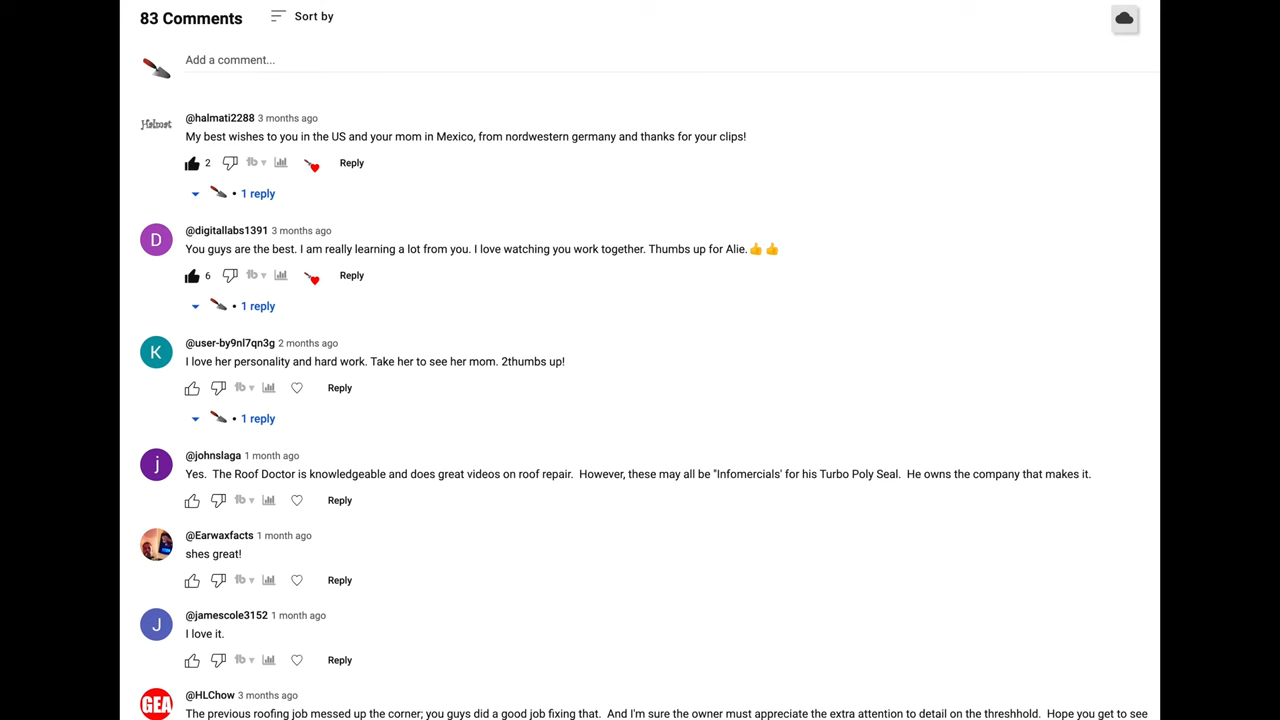 83 Comments
Sort by
Add a comment...
Halmat
@halmati2288 3 months ago
My best wishes to you in the US and your mom in Mexico, from nordwestern germany and thanks for your clips!
2 tb Reply
• 1 reply
D
@digitallabs1391 3 months ago
You guys are the best. I am really learning a lot from you. I love watching you work together. Thumbs up for Alie.👍👍
6 tb Reply
• 1 reply
K
@user-by9nl7qn3g 2 months ago
I love her personality and hard work. Take her to see her mom. 2thumbs up!
tb Reply
• 1 reply
j
@johnslaga 1 month ago
Yes.  The Roof Doctor is knowledgeable and does great videos on roof repair.  However, these may all be "Infomercials' for his Turbo Poly Seal.  He owns the company that makes it.
tb Reply
@Earwaxfacts 1 month ago
shes great!
tb Reply
J
@jamescole3152 1 month ago
I love it.
tb Reply
GEA
@HLChow 3 months ago
The previous roofing job messed up the corner; you guys did a good job fixing that.  And I'm sure the owner must appreciate the extra attention to detail on the threshhold.  Hope you get to see